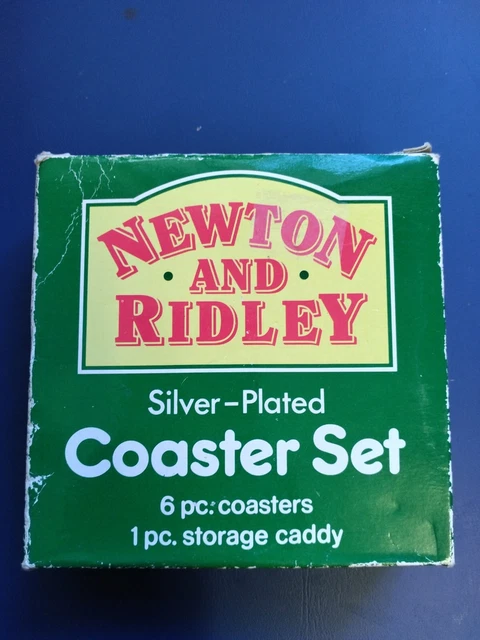 NEWTON
• AND •
RIDLEY
Silver-Plated
Coaster Set
6 pc. coasters
1 pc. storage caddy